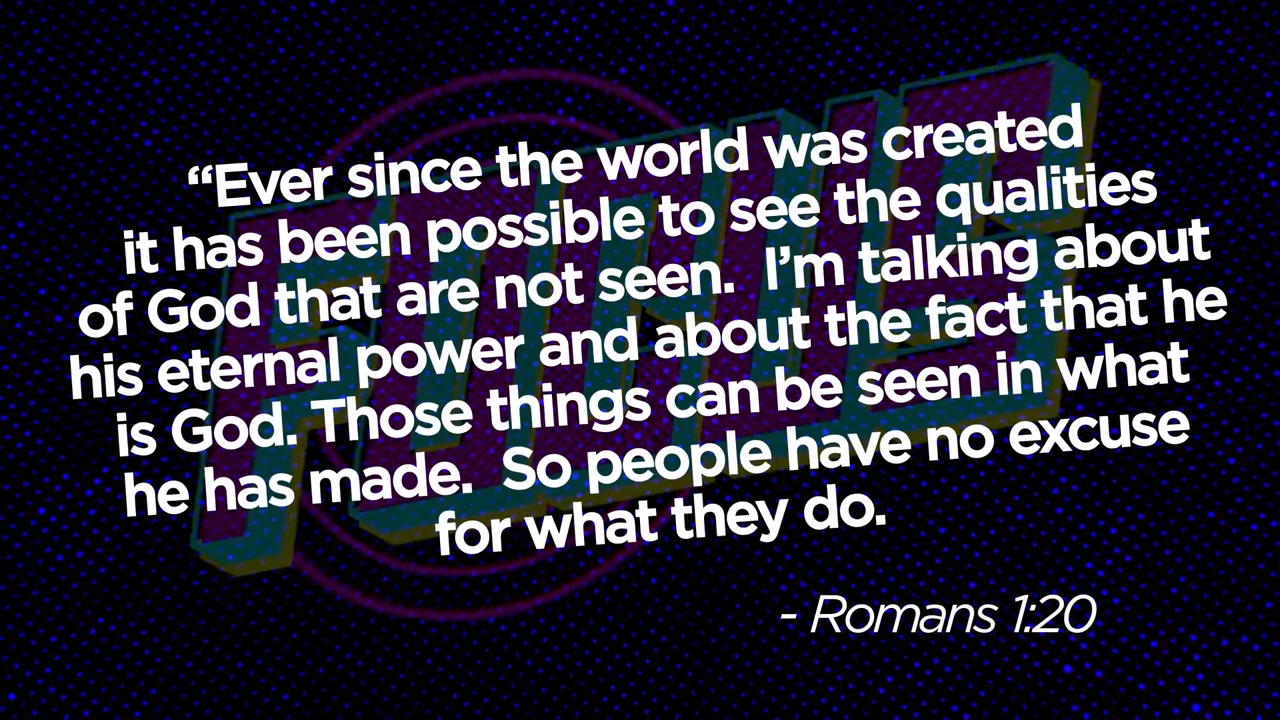 “Ever since the world was created
it has been possible to see the qualities
of God that are not seen.  I’m talking about
his eternal power and about the fact that he
is God. Those things can be seen in what
he has made.  So people have no excuse
for what they do.
- Romans 1:20